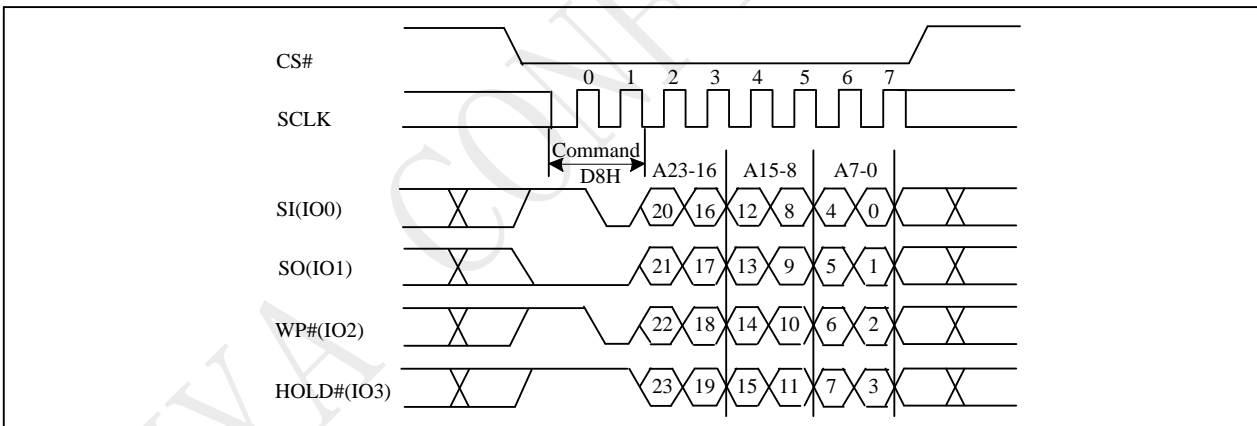 CS#
0 1 2 3 4 5 6 7
SCLK
Command
D8H
A23-16 A15-8 A7-0
SI(IO0) 20 16 12 8 4 0
SO(IO1) 21 17 13 9 5 1
WP#(IO2) 22 18 14 10 6 2
HOLD#(IO3) 23 19 15 11 7 3